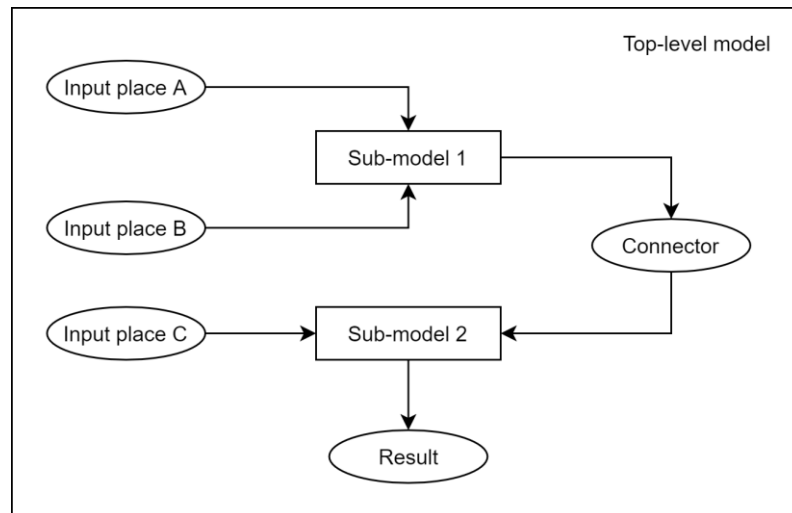 Top-level model
Input place A
Sub-model 1
Input place B
Connector
Input place C
Sub-model 2
Result